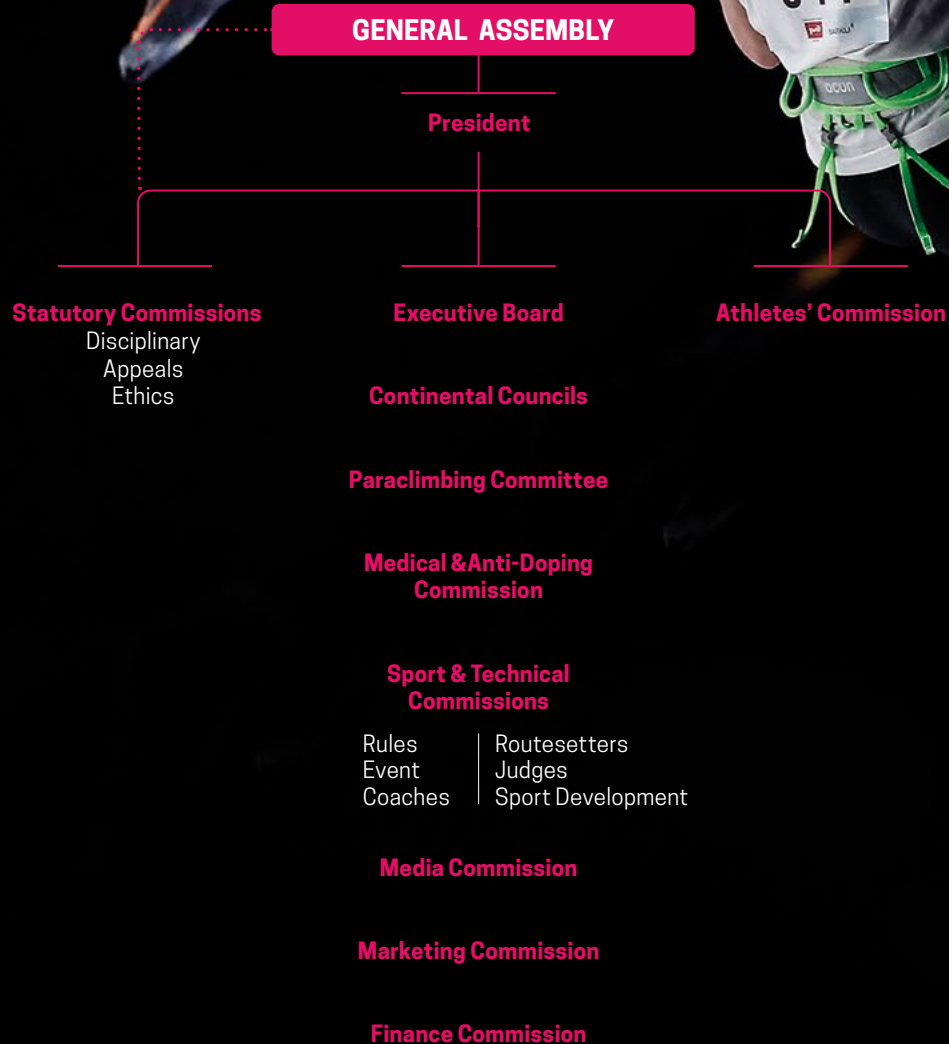 GENERAL ASSEMBLY
ocun
President
Statutory Commissions
Disciplinary
Appeals
Ethics
Executive Board
Athletes’ Commission
Continental Councils
Paraclimbing Committee
Medical &Anti-Doping
Commission
Sport & Technical
Commissions
Rules
Event
Coaches
Routesetters
Judges
Sport Development
Media Commission
Marketing Commission
Finance Commission